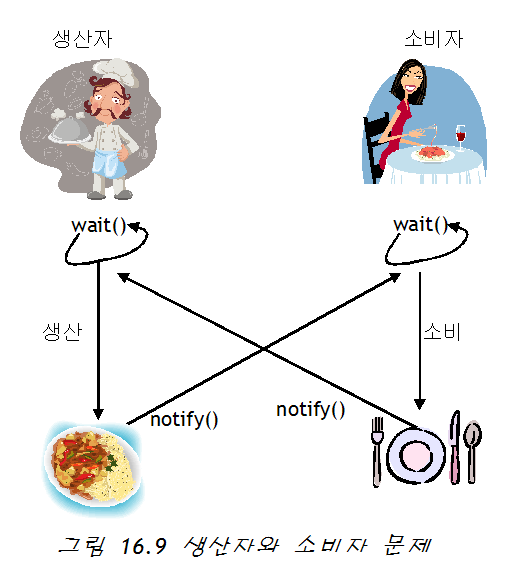 생산자
소비자
wait()
wait()
생산
소비
notify()
notify()
그림 16.9 생산자와 소비자 문제